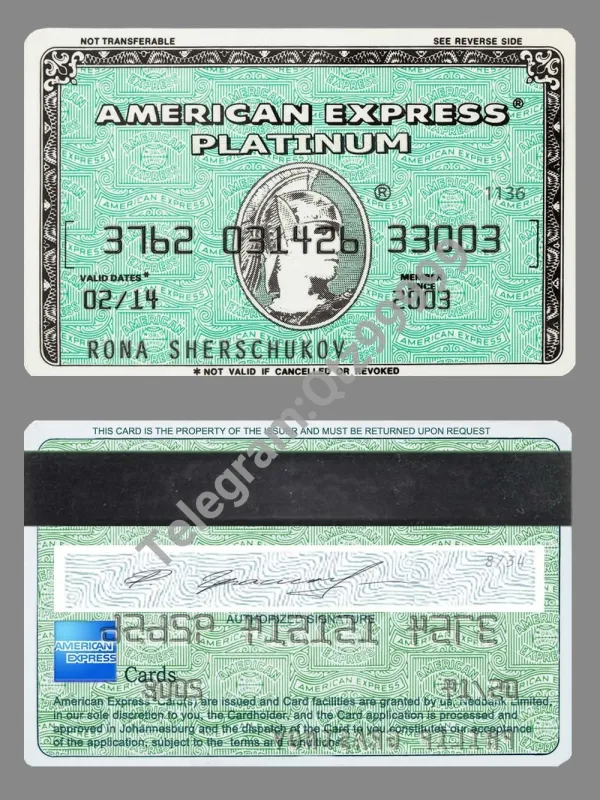 NOT TRANSFERABLE SEE REVERSE SIDE
AMERICAN EXPRESS®
PLATINUM
®
1136
3762 031426 33003
VALID DATES*
02/14 2003
RONA SHERSCHUKOV
*NOT VALID IF CANCELLED OR REVOKED
THIS CARD IS THE PROPERTY OF THE ISSUER AND MUST BE RETURNED UPON REQUEST
AUTHORIZED SIGNATURE
AMERICAN
EXPRESS
Cards
American Express Card(s) are issued and Card facilities are granted by us, Nedbank Limited,
in our sole discretion to you, the Cardholder, and the Card application is processed and
approved in Johannesburg and the dispatch of the Card to you constitutes our acceptance
of the application, subject to the terms and conditions.